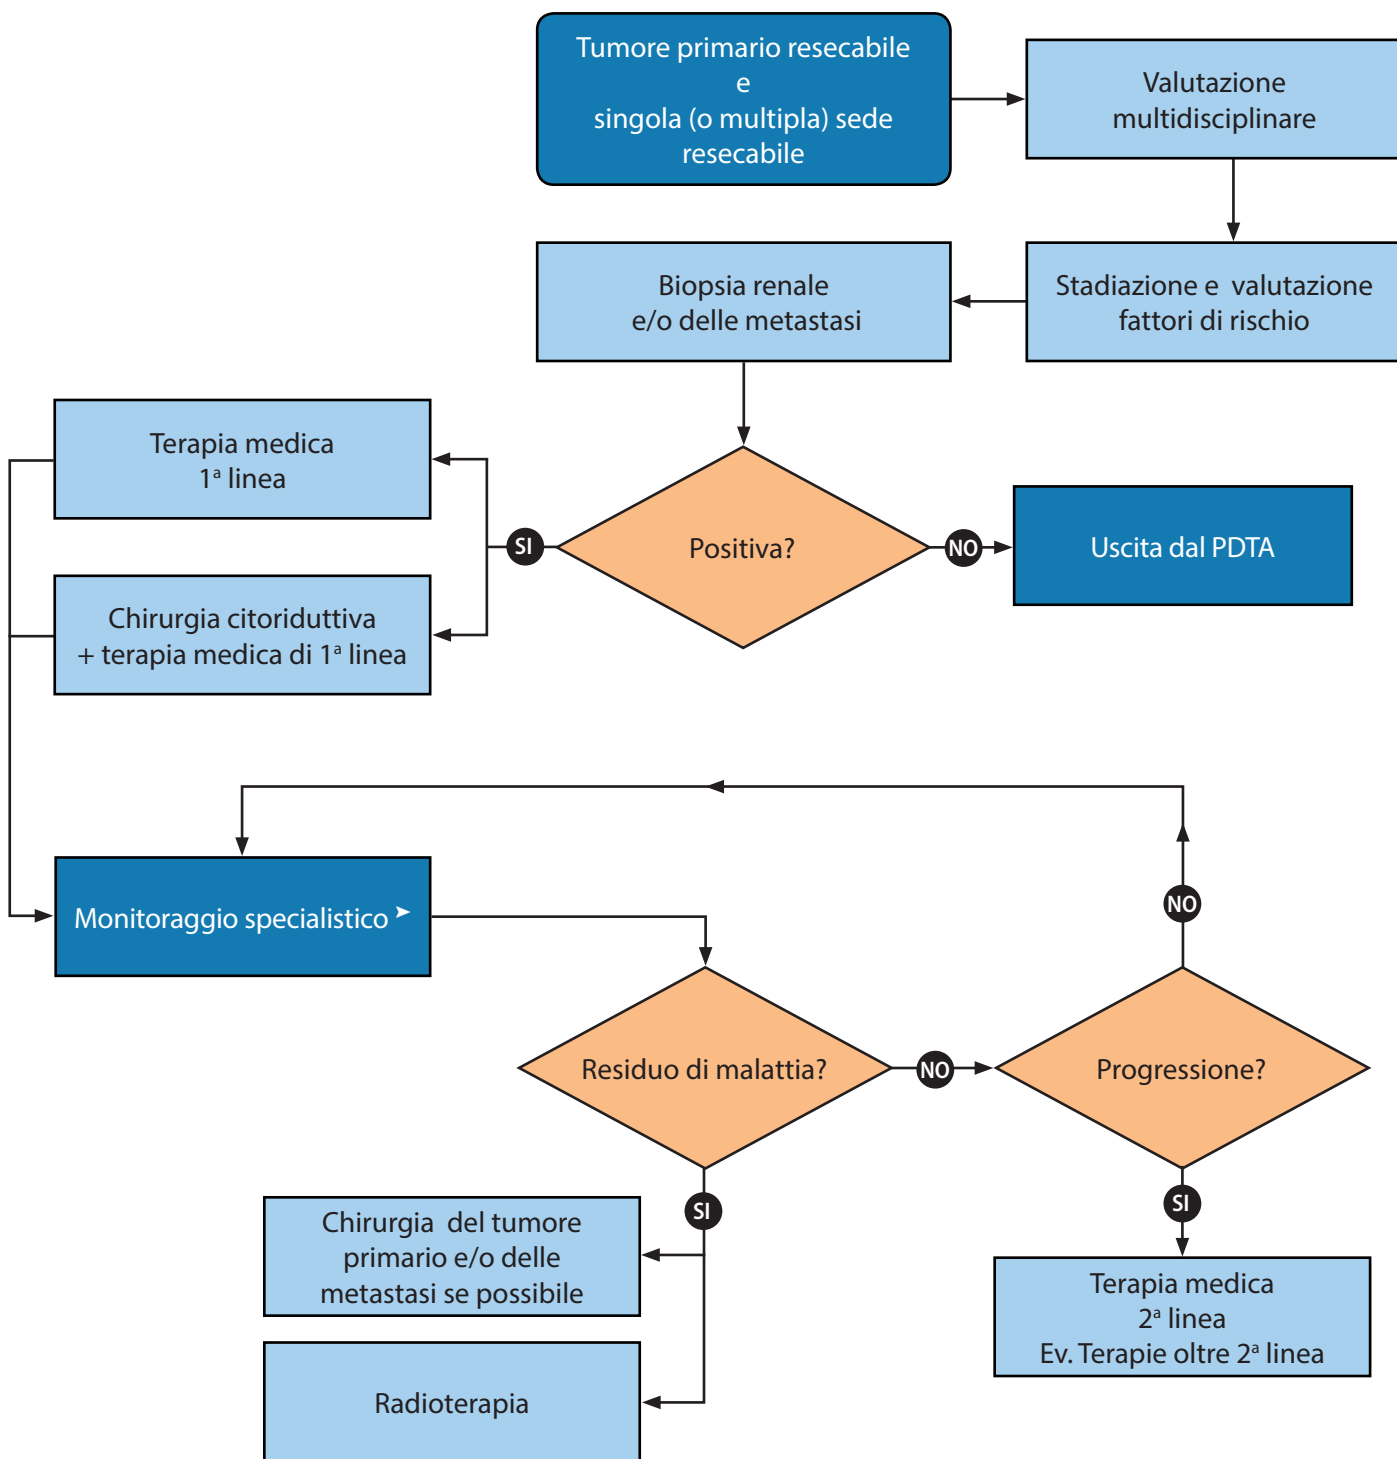 Tumore primario resecabile
e
singola (o multipla) sede
resecabile
Valutazione
multidisciplinare
Biopsia renale
e/o delle metastasi
Stadiazione e valutazione
fattori di rischio
Terapia medica
1ª linea
SI
Positiva?
NO
Uscita dal PDTA
Chirurgia citoriduttiva
+ terapia medica di 1ª linea
Monitoraggio specialistico ➤
NO
Residuo di malattia?
NO
Progressione?
SI
SI
Chirurgia del tumore
primario e/o delle
metastasi se possibile
Terapia medica
2ª linea
Ev. Terapie oltre 2ª linea
Radioterapia